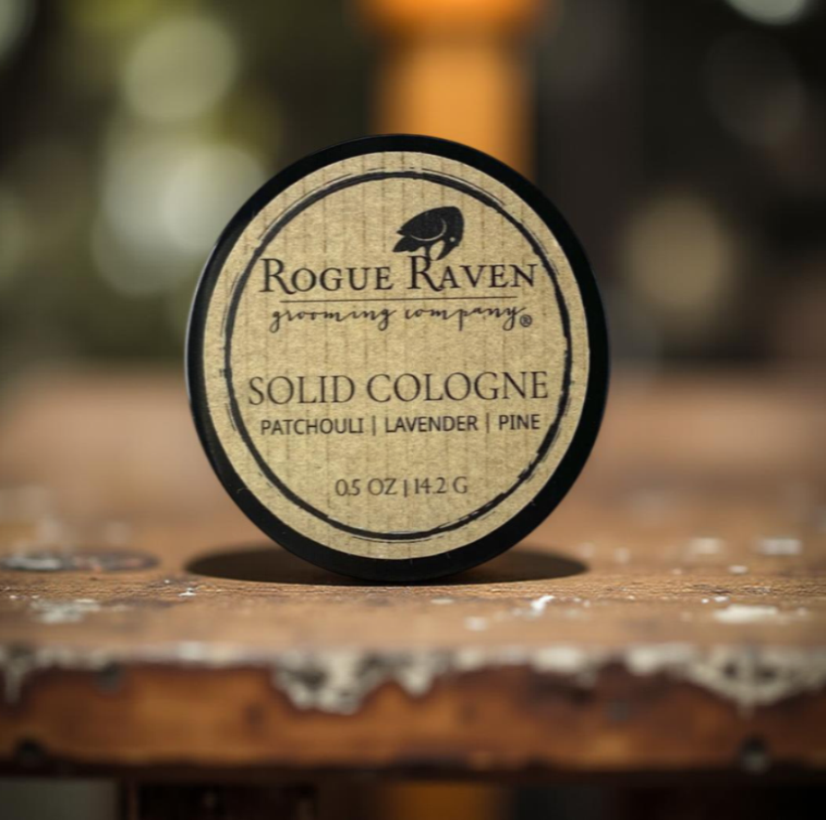 ROGUE RAVEN
grooming company®
SOLID COLOGNE
PATCHOULI | LAVENDER | PINE
0.5 OZ | 14.2 G